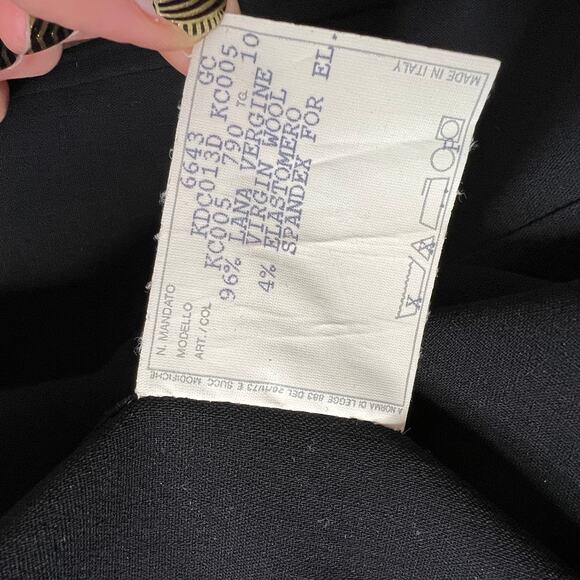 N. MANDATO 6643 GC
MODELLO KDC013D KC005
ART./COL KC005 790 TG. 10
96% LANA VERGINE
VIRGIN WOOL
4% ELASTOMERO
SPANDEX FOR EL.
MADE IN ITALY
P
A NORMA DI LEGGE 883 DEL 26/11/73 E SUCC. MODIFICHE